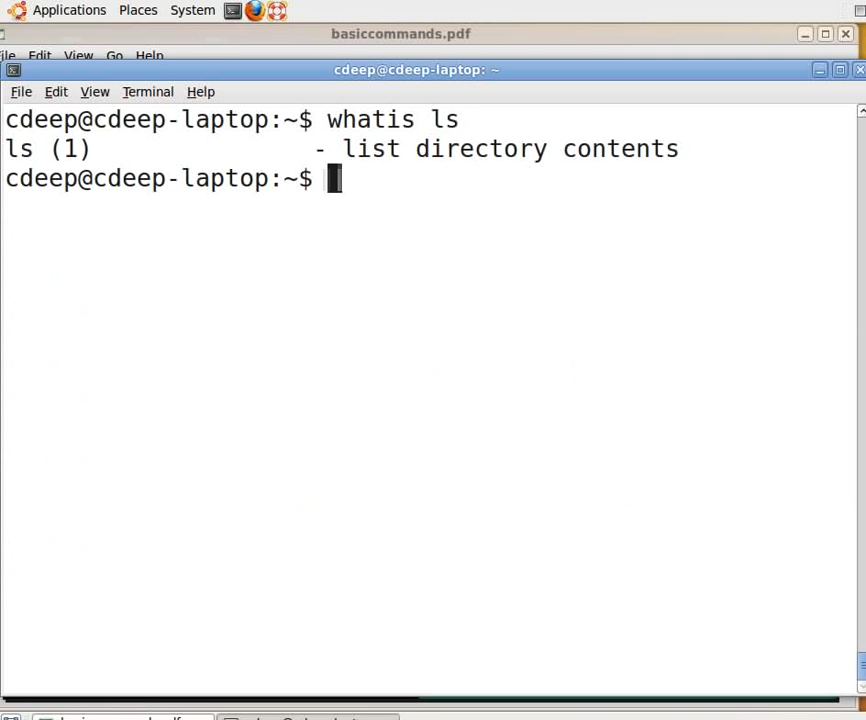 Applications Places System
basiccommands.pdf
Edit View Go Help
cdeep@cdeep-laptop: ~
File Edit View Terminal Help
cdeep@cdeep-laptop:~$ whatis ls
ls (1) - list directory contents
cdeep@cdeep-laptop:~$